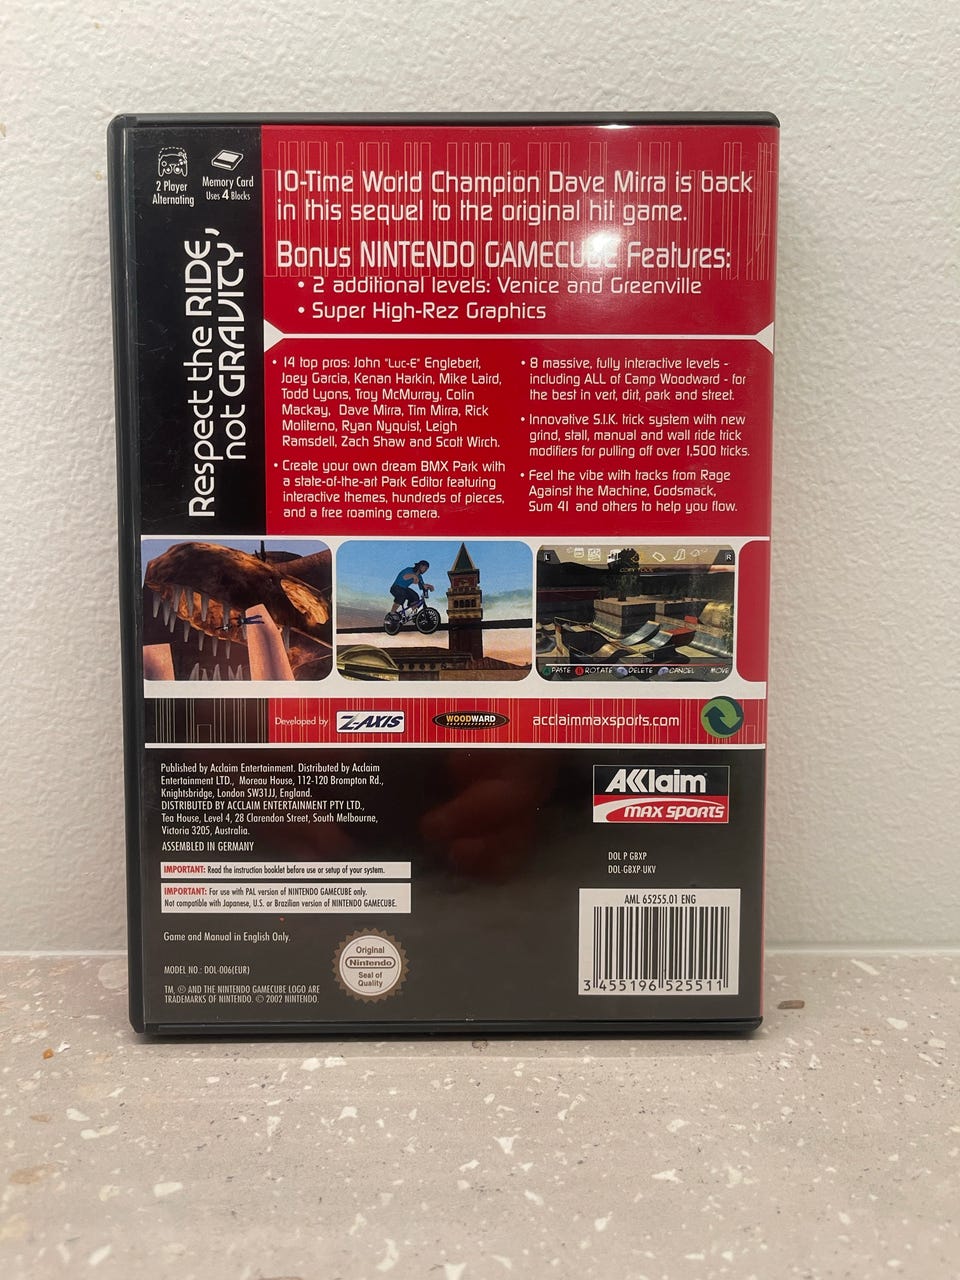 2 Player
Alternating
Memory Card
Uses 4 Blocks
Respect the RIDE,
not GRAVITY
10-Time World Champion Dave Mirra is back
in this sequel to the original hit game.
Bonus NINTENDO GAMECUBE Features:
• 2 additional levels: Venice and Greenville
• Super High-Rez Graphics
• 14 top pros: John "Luc-E" Englebert,
Joey Garcia, Kenan Harkin, Mike Laird,
Todd Lyons, Troy McMurray, Colin
Mackay, Dave Mirra, Tim Mirra, Rick
Moliterno, Ryan Nyquist, Leigh
Ramsdell, Zach Shaw and Scott Wirch.
• Create your own dream BMX Park with
a state-of-the-art Park Editor featuring
interactive themes, hundreds of pieces,
and a free roaming camera.
• 8 massive, fully interactive levels -
including ALL of Camp Woodward - for
the best in vert, dirt, park and street.
• Innovative S.I.K. trick system with new
grind, stall, manual and wall ride trick
modifiers for pulling off over 1,500 tricks.
• Feel the vibe with tracks from Rage
Against the Machine, Godsmack,
Sum 41 and others to help you flow.
L
R
COPY TOOL
PASTE ROTATE DELETE CANCEL MOVE
Developed by Z-AXIS WOODWARD acclaimmaxsports.com
Published by Acclaim Entertainment. Distributed by Acclaim
Entertainment LTD., Moreau House, 112-120 Brompton Rd.,
Knightsbridge, London SW31JJ, England.
DISTRIBUTED BY ACCLAIM ENTERTAINMENT PTY LTD.,
Tea House, Level 4, 28 Clarendon Street, South Melbourne,
Victoria 3205, Australia.
ASSEMBLED IN GERMANY
AKklaim
MAX SPORTS
DOL P GBXP
DOL-GBXP-UKV
IMPORTANT: Read the instruction booklet before use or setup of your system.
IMPORTANT: For use with PAL version of NINTENDO GAMECUBE only.
Not compatible with Japanese, U.S. or Brazilian version of NINTENDO GAMECUBE.
AML 65255.01 ENG
3 455196 525511
Game and Manual in English Only.
Original
Nintendo
Seal of
Quality
MODEL NO.: DOL-006(EUR)
TM, ® AND THE NINTENDO GAMECUBE LOGO ARE
TRADEMARKS OF NINTENDO. © 2002 NINTENDO.